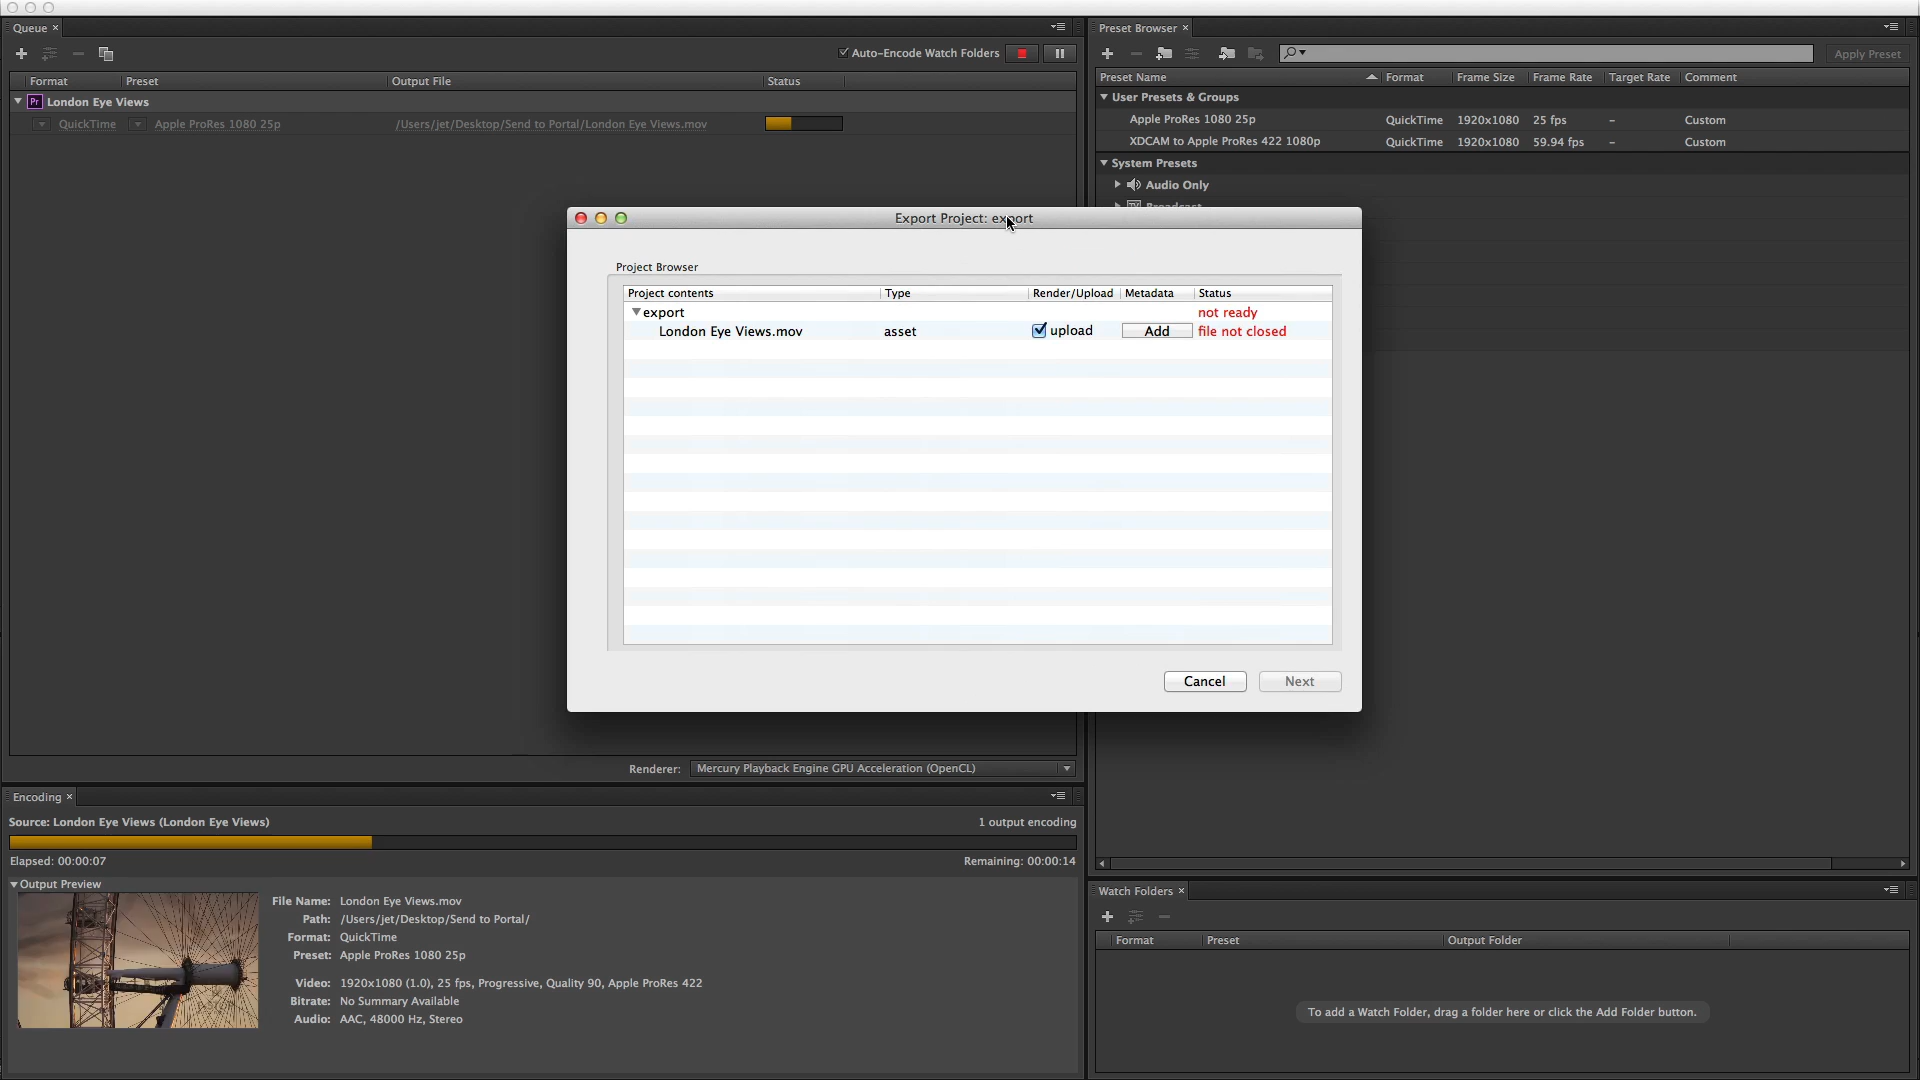 Queue ×
Auto-Encode Watch Folders
Format Preset Output File Status
Pr London Eye Views
QuickTime Apple ProRes 1080 25p /Users/jet/Desktop/Send to Portal/London Eye Views.mov
Preset Browser ×
Apply Preset
Preset Name Format Frame Size Frame Rate Target Rate Comment
User Presets & Groups
Apple ProRes 1080 25p QuickTime 1920x1080 25 fps – Custom
XDCAM to Apple ProRes 422 1080p QuickTime 1920x1080 59.94 fps – Custom
System Presets
Audio Only
Broadcast
Export Project: export
Project Browser
Project contents Type Render/Upload Metadata Status
export not ready
London Eye Views.mov asset upload Add file not closed
Cancel Next
Renderer: Mercury Playback Engine GPU Acceleration (OpenCL)
Encoding ×
Source: London Eye Views (London Eye Views) 1 output encoding
Elapsed: 00:00:07 Remaining: 00:00:14
Output Preview
File Name: London Eye Views.mov
Path: /Users/jet/Desktop/Send to Portal/
Format: QuickTime
Preset: Apple ProRes 1080 25p
Video: 1920x1080 (1.0), 25 fps, Progressive, Quality 90, Apple ProRes 422
Bitrate: No Summary Available
Audio: AAC, 48000 Hz, Stereo
Watch Folders ×
Format Preset Output Folder
To add a Watch Folder, drag a folder here or click the Add Folder button.